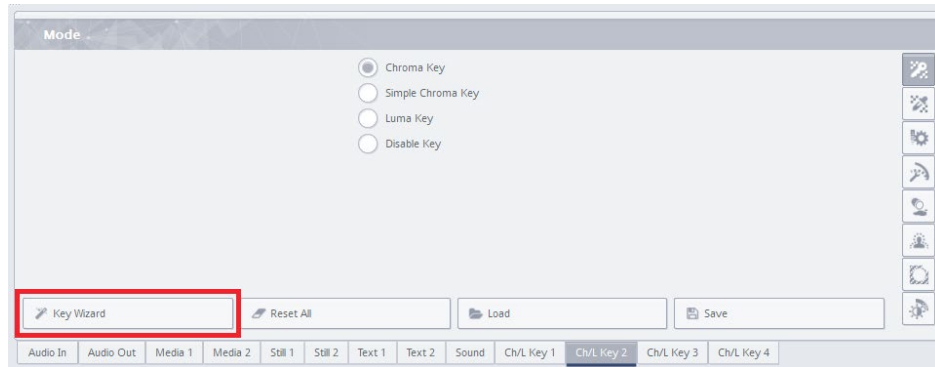 Mode
Chroma Key
Simple Chroma Key
Luma Key
Disable Key
Key Wizard Reset All Load Save
Audio In Audio Out Media 1 Media 2 Still 1 Still 2 Text 1 Text 2 Sound Ch/L Key 1 Ch/L Key 2 Ch/L Key 3 Ch/L Key 4